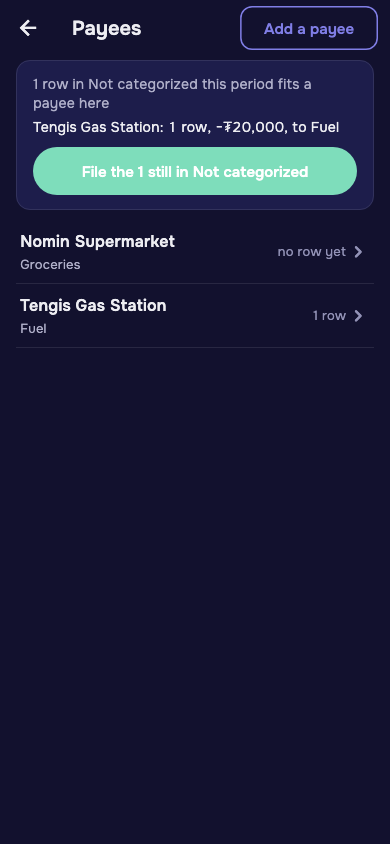 Payees
Add a payee
1 row in Not categorized this period fits a
payee here
Tengis Gas Station: 1 row, -₮20,000, to Fuel
File the 1 still in Not categorized
Nomin Supermarket
Groceries
no row yet
Tengis Gas Station
Fuel
1 row